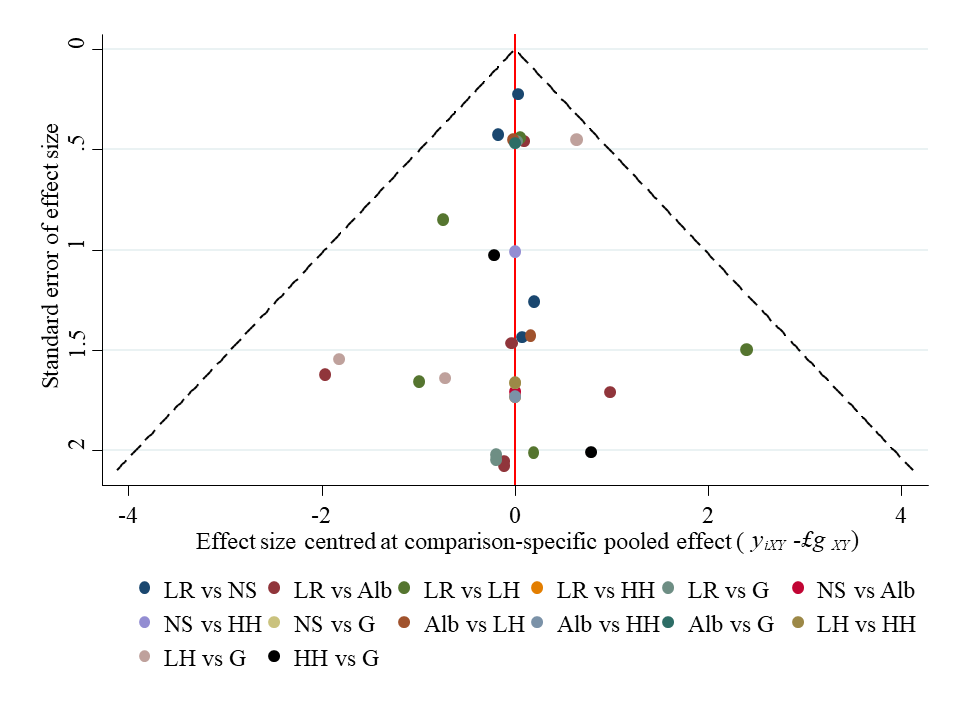 0
.5
1
1.5
2
Standard error of effect size
-4 -2 0 2 4
Effect size centred at comparison-specific pooled effect ( yiXY -£g XY)
LR vs NS LR vs Alb LR vs LH LR vs HH LR vs G NS vs Alb
NS vs HH NS vs G Alb vs LH Alb vs HH Alb vs G LH vs HH
LH vs G HH vs G